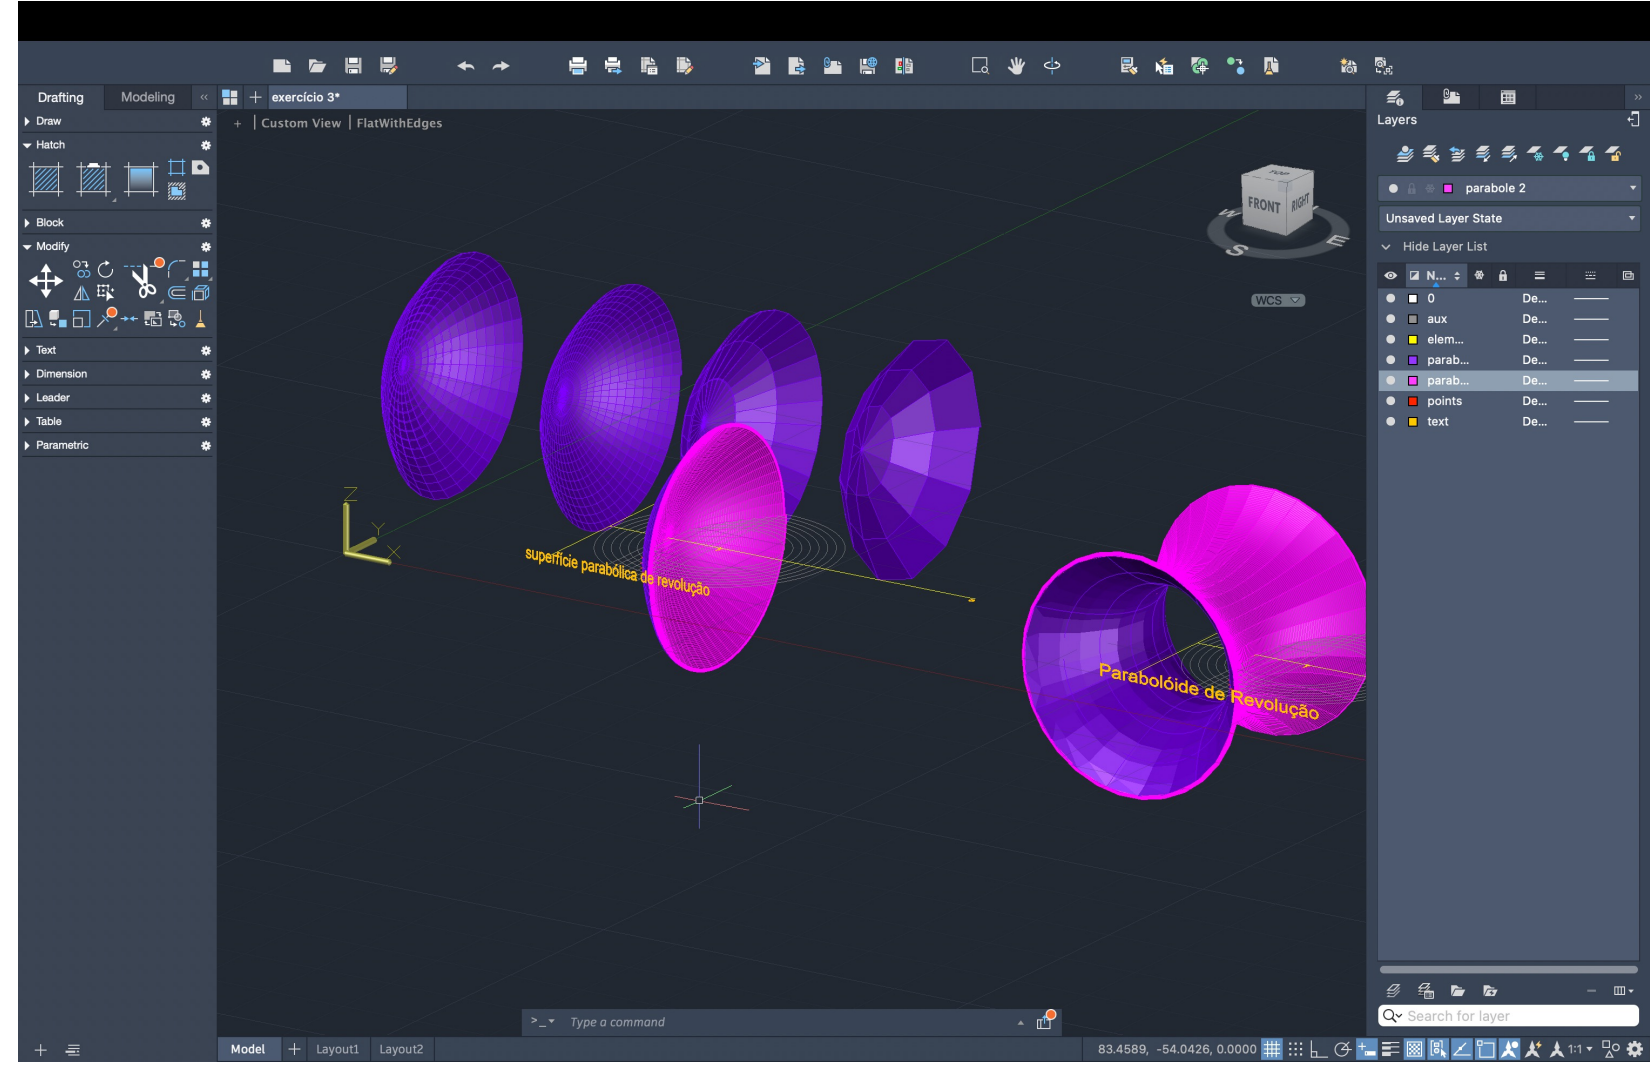 Drafting
Modeling
exercício 3*
Draw
+ | Custom View | FlatWithEdges
Layers
Hatch
parabole 2
Block
Unsaved Layer State
Modify
Hide Layer List
N...
0 De...
aux De...
elem... De...
parab... De...
parab... De...
points De...
text De...
TOP
FRONT
RIGHT
W
S
E
WCS
Text
Dimension
Leader
Table
Parametric
Z
Y
X
superfície parabólica de revolução
Parabolóide de Revolução
>_ Type a command
Search for layer
Model
Layout1
Layout2
83.4589, -54.0426, 0.0000
1:1